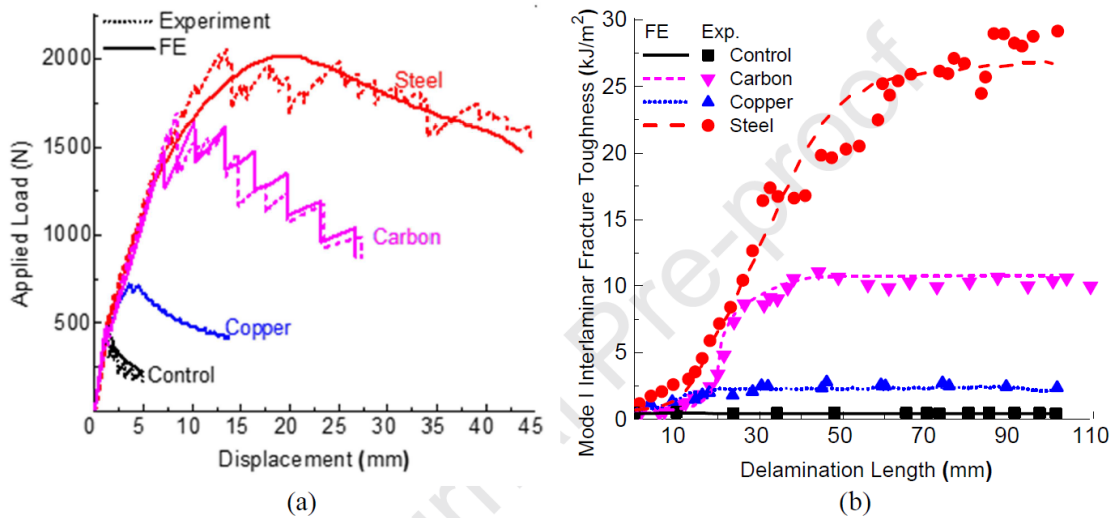 Experiment
FE
Steel
Carbon
Copper
Control
2000
1500
1000
500
0
0 5 10 15 20 25 30 35 40 45
Applied Load (N)
Displacement (mm)
(a)
FE Exp.
Control
Carbon
Copper
Steel
30
25
20
15
10
5
0
10 30 50 70 90 110
Mode I Interlaminar Fracture Toughness (kJ/m²)
Delamination Length (mm)
(b)
Pre-proof